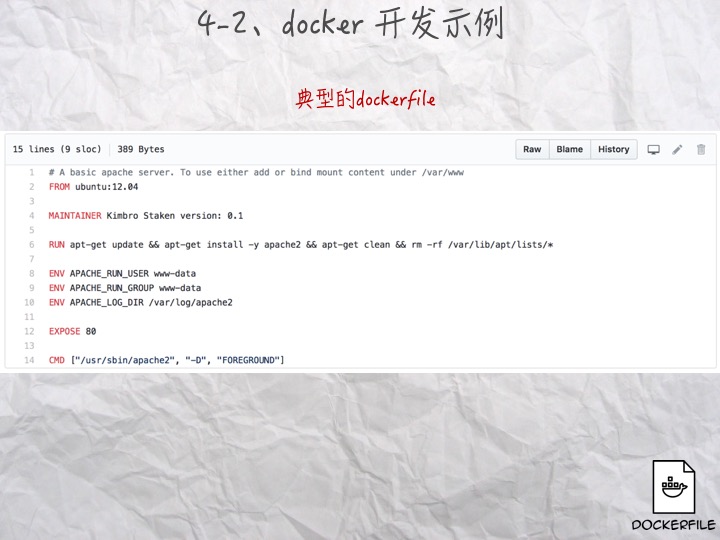 4-2、docker 开发示例
典型的dockerfile
15 lines (9 sloc) 389 Bytes Raw Blame History
1 # A basic apache server. To use either add or bind mount content under /var/www
2 FROM ubuntu:12.04
3
4 MAINTAINER Kimbro Staken version: 0.1
5
6 RUN apt-get update && apt-get install -y apache2 && apt-get clean && rm -rf /var/lib/apt/lists/*
7
8 ENV APACHE_RUN_USER www-data
9 ENV APACHE_RUN_GROUP www-data
10 ENV APACHE_LOG_DIR /var/log/apache2
11
12 EXPOSE 80
13
14 CMD ["/usr/sbin/apache2", "-D", "FOREGROUND"]
DOCKERFILE